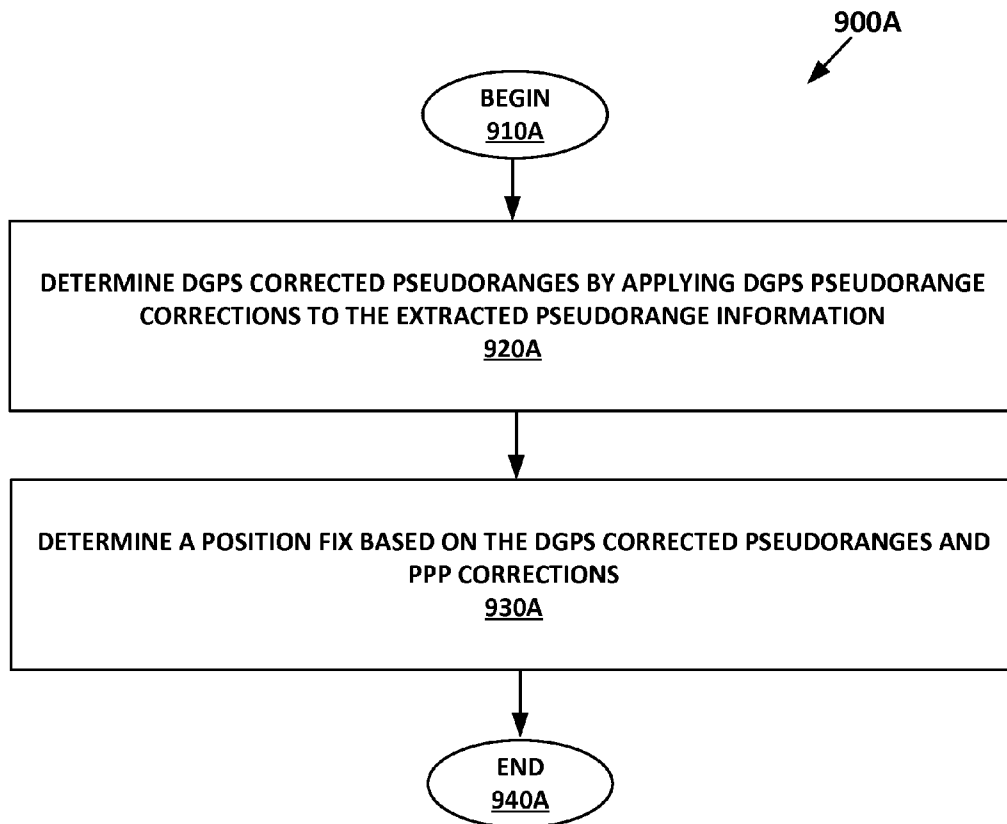 900A
BEGIN
910A
DETERMINE DGPS CORRECTED PSEUDORANGES BY APPLYING DGPS PSEUDORANGE
CORRECTIONS TO THE EXTRACTED PSEUDORANGE INFORMATION
920A
DETERMINE A POSITION FIX BASED ON THE DGPS CORRECTED PSEUDORANGES AND
PPP CORRECTIONS
930A
END
940A